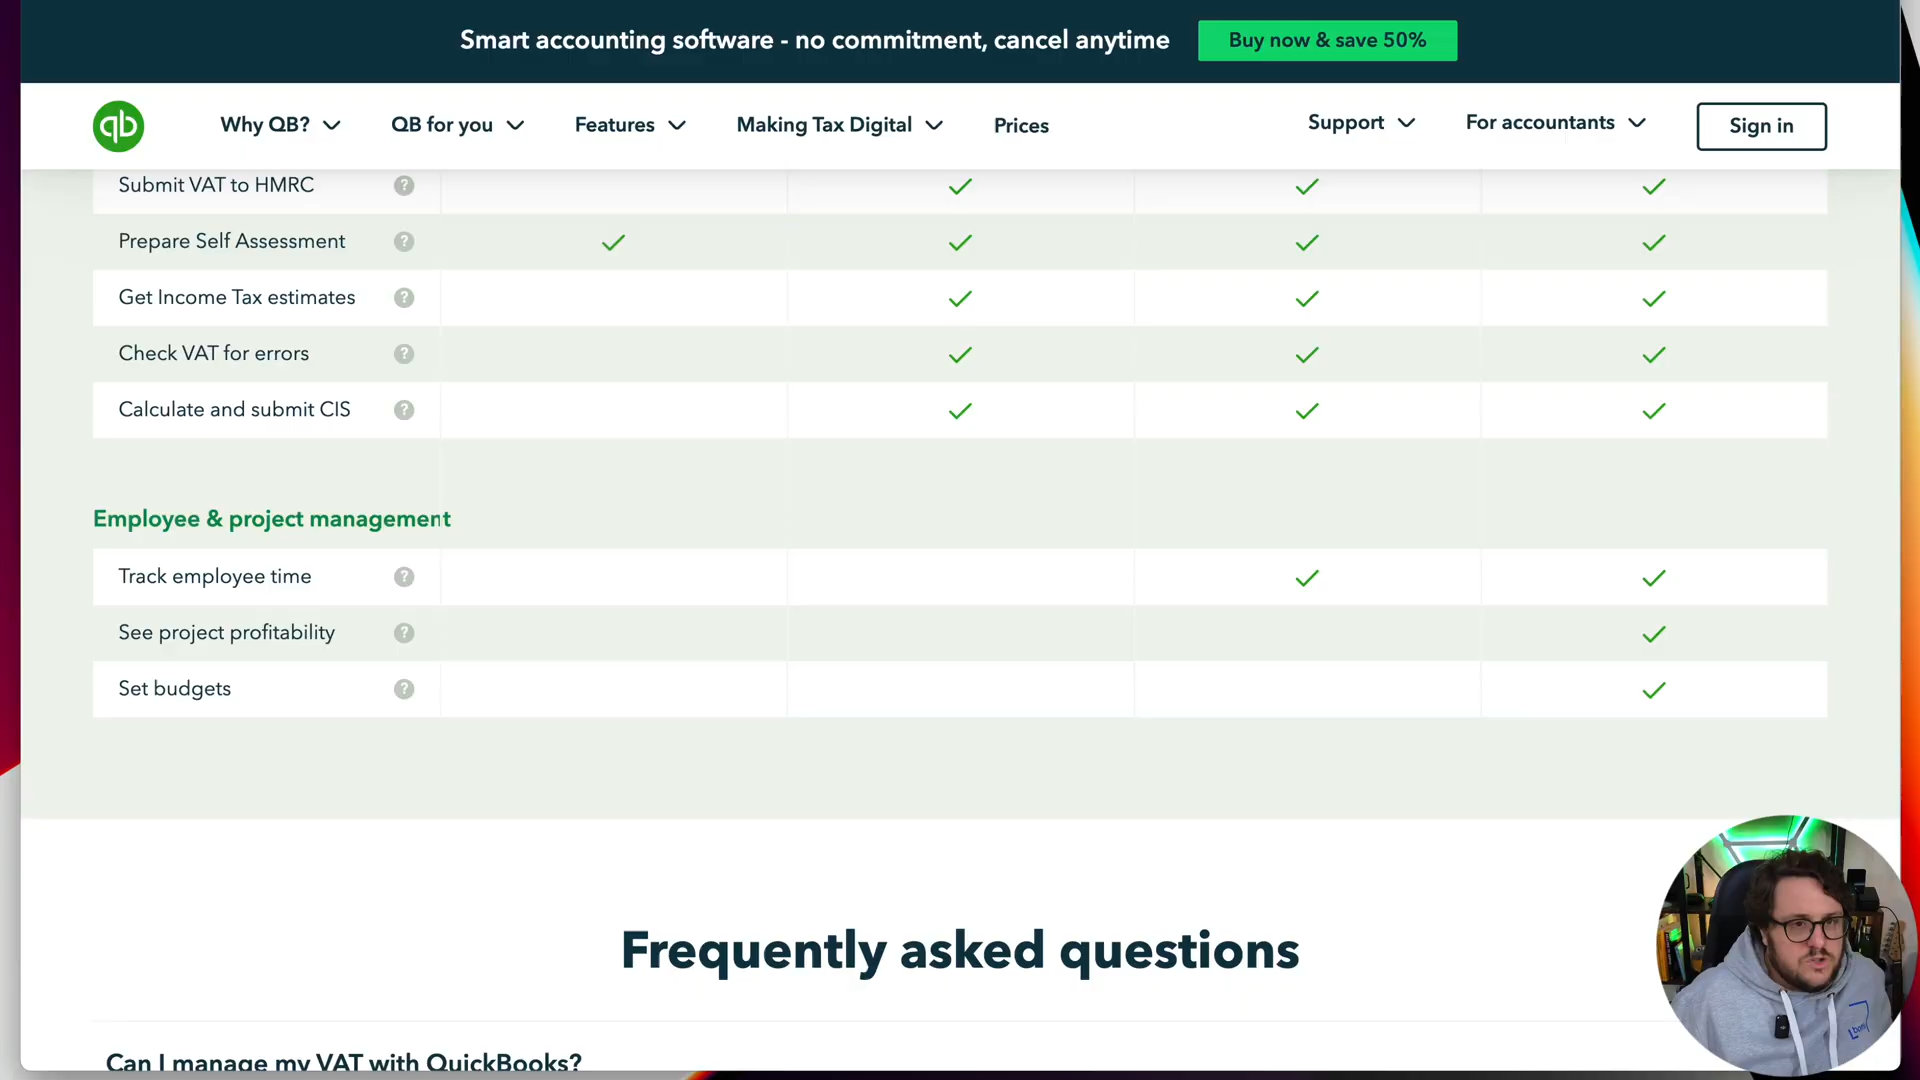 Smart accounting software - no commitment, cancel anytime
Buy now & save 50%
qb
Why QB?
QB for you
Features
Making Tax Digital
Prices
Support
For accountants
Sign in
Submit VAT to HMRC ?
Prepare Self Assessment ?
Get Income Tax estimates ?
Check VAT for errors ?
Calculate and submit CIS ?
Employee & project management
Track employee time ?
See project profitability ?
Set budgets ?
Frequently asked questions
Can I manage my VAT with QuickBooks?